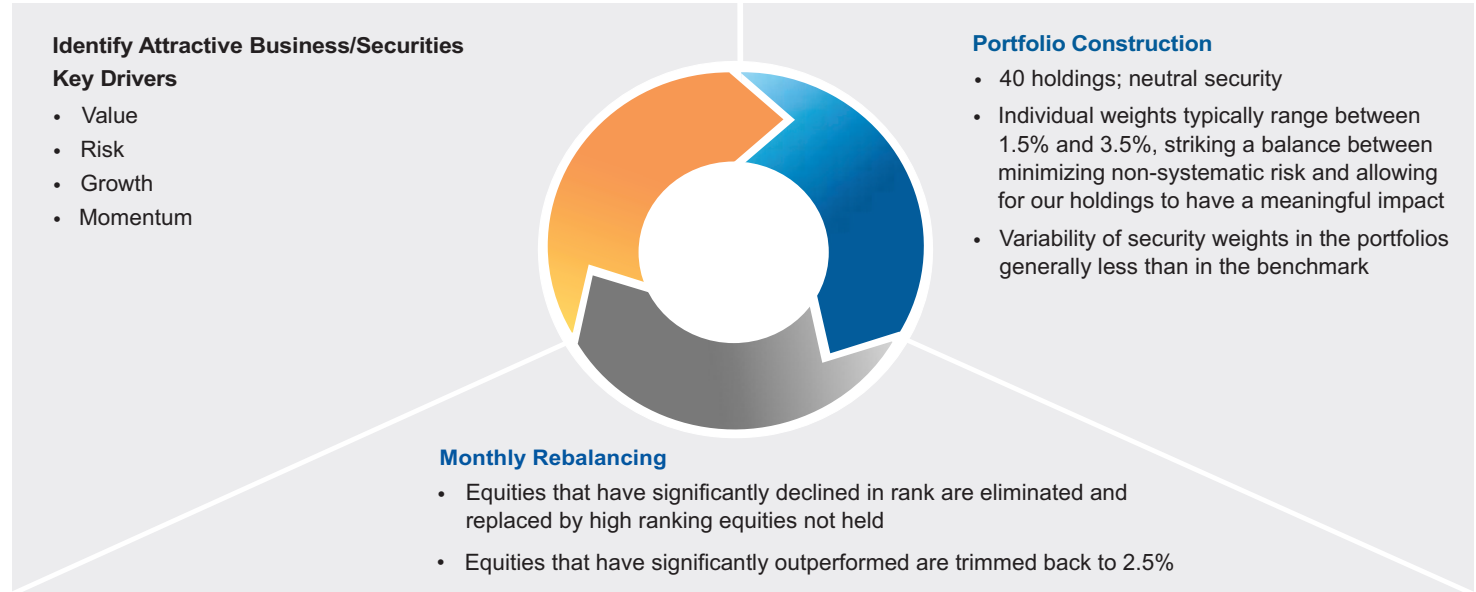 Identify Attractive Business/Securities
Key Drivers
• Value
• Risk
• Growth
• Momentum
Portfolio Construction
• 40 holdings; neutral security
• Individual weights typically range between
1.5% and 3.5%, striking a balance between
minimizing non-systematic risk and allowing
for our holdings to have a meaningful impact
• Variability of security weights in the portfolios
generally less than in the benchmark
Monthly Rebalancing
• Equities that have significantly declined in rank are eliminated and
replaced by high ranking equities not held
• Equities that have significantly outperformed are trimmed back to 2.5%